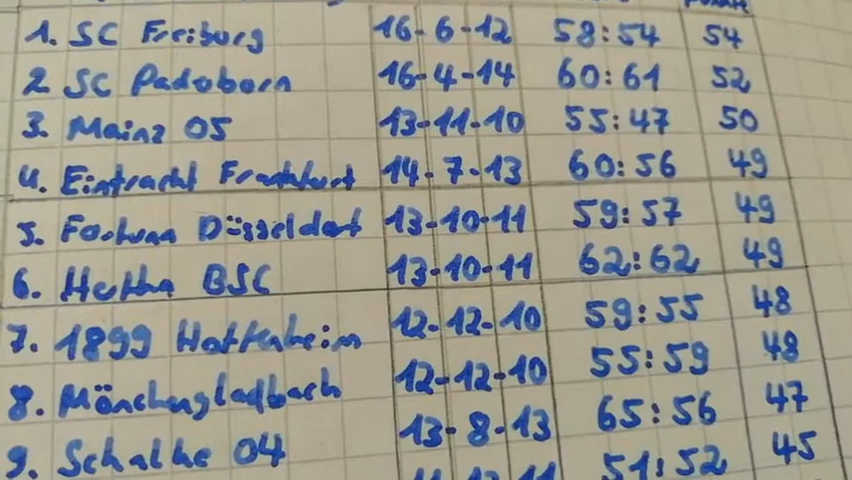 1. SC Freiburg 16-6-12 58:54 54
2 SC Paderborn 16-4-14 60:61 52
3. Mainz 05 13-11-10 55:47 50
4. Eintracht Frankfurt 14-7-13 60:56 49
5. Fortuna Düsseldorf 13-10-11 59:57 49
6. Hertha BSC 13-10-11 62:62 49
7. 1899 Hoffenheim 12-12-10 59:55 48
8. Mönchengladbach 12-12-10 55:59 48
9. Schalke 04 13-8-13 65:56 47
51:52 45